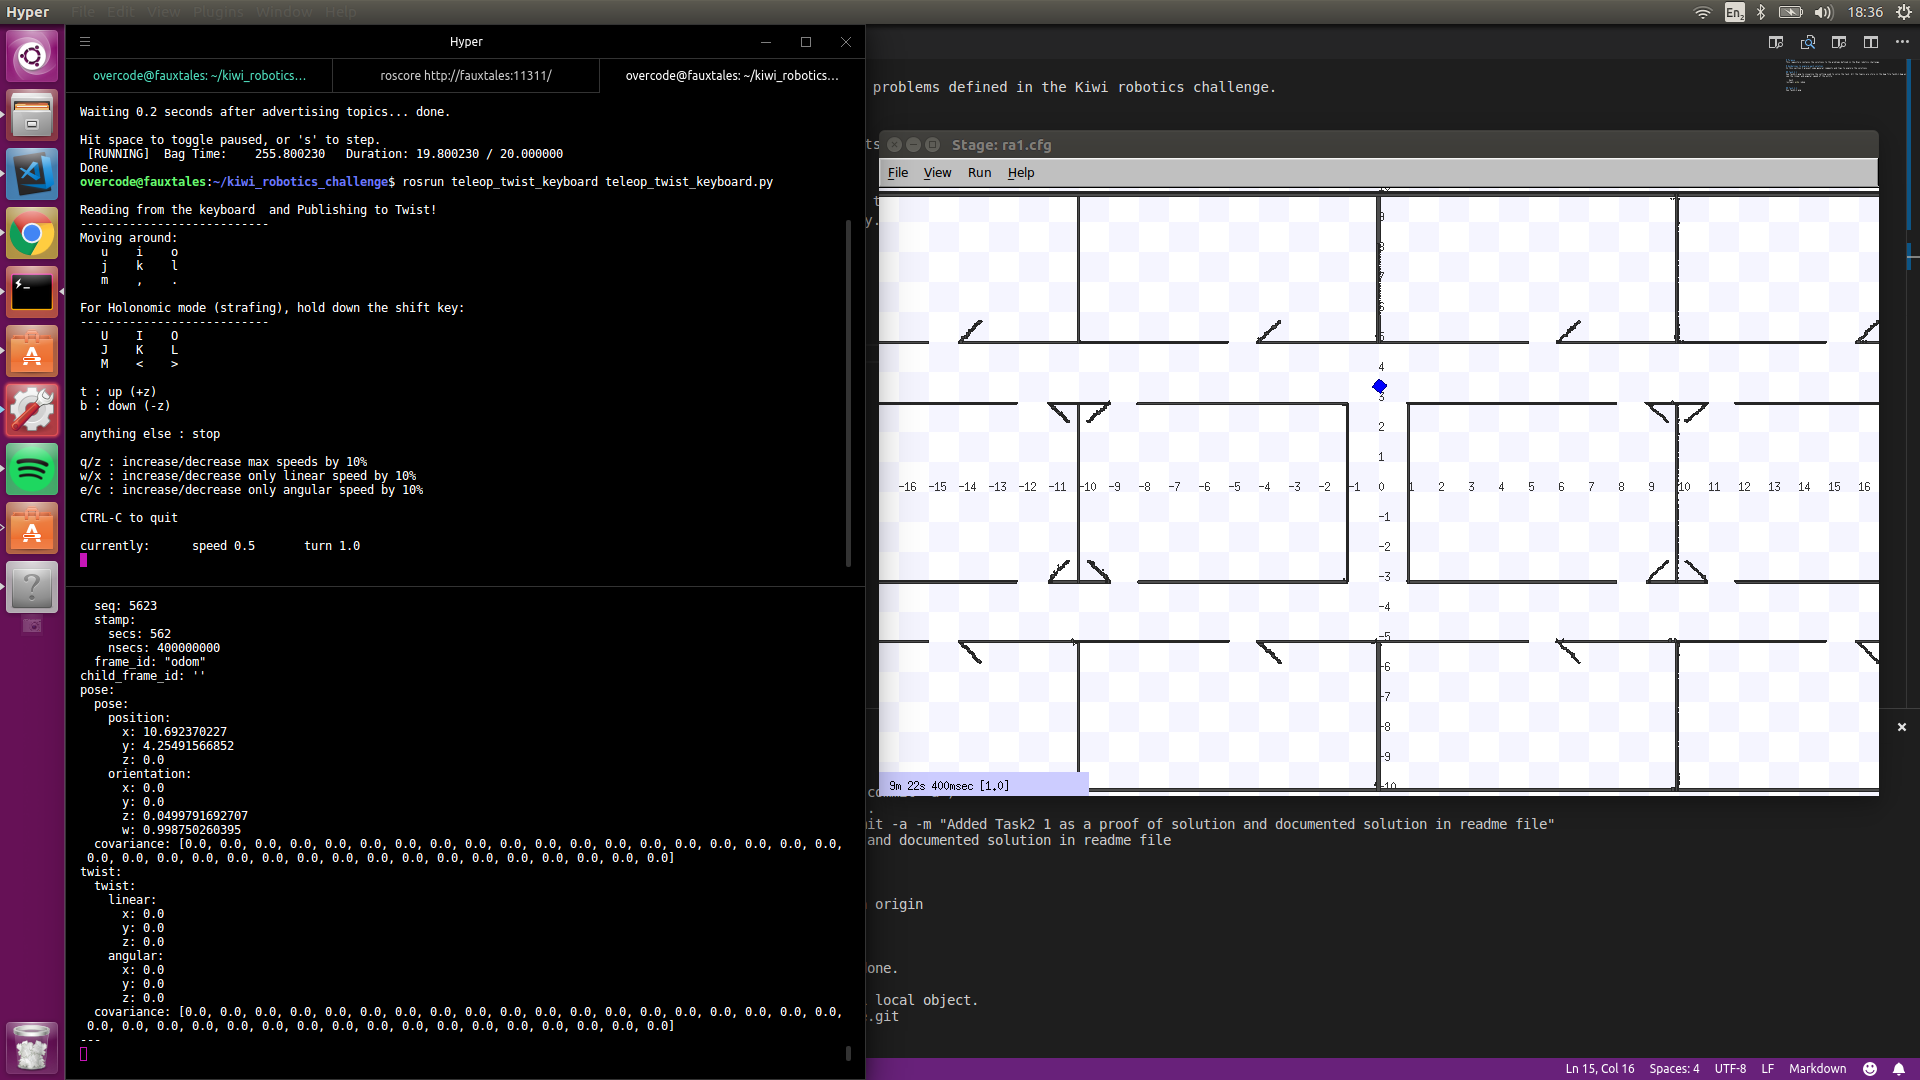 Hyper
File Edit View Plugins Window Help
En2
18:36
Hyper
overcode@fauxtales: ~/kiwi_robotics…
roscore http://fauxtales:11311/
overcode@fauxtales: ~/kiwi_robotics…
Waiting 0.2 seconds after advertising topics... done.
Hit space to toggle paused, or 's' to step.
[RUNNING]  Bag Time:    255.800230   Duration: 19.800230 / 20.000000
Done.
overcode@fauxtales:~/kiwi_robotics_challenge$ rosrun teleop_twist_keyboard teleop_twist_keyboard.py
Reading from the keyboard  and Publishing to Twist!
---------------------------
Moving around:
u    i    o
j    k    l
m    ,    .
For Holonomic mode (strafing), hold down the shift key:
---------------------------
U    I    O
J    K    L
M    <    >
t : up (+z)
b : down (-z)
anything else : stop
q/z : increase/decrease max speeds by 10%
w/x : increase/decrease only linear speed by 10%
e/c : increase/decrease only angular speed by 10%
CTRL-C to quit
currently:      speed 0.5       turn 1.0
seq: 5623
stamp:
secs: 562
nsecs: 400000000
frame_id: "odom"
child_frame_id: ''
pose:
pose:
position:
x: 10.692370227
y: 4.25491566852
z: 0.0
orientation:
x: 0.0
y: 0.0
z: 0.0499791692707
w: 0.998750260395
covariance: [0.0, 0.0, 0.0, 0.0, 0.0, 0.0, 0.0, 0.0, 0.0, 0.0, 0.0, 0.0, 0.0, 0.0, 0.0, 0.0, 0.0, 0.0, 0.0,
0.0, 0.0, 0.0, 0.0, 0.0, 0.0, 0.0, 0.0, 0.0, 0.0, 0.0, 0.0, 0.0, 0.0, 0.0, 0.0, 0.0]
twist:
twist:
linear:
x: 0.0
y: 0.0
z: 0.0
angular:
x: 0.0
y: 0.0
z: 0.0
covariance: [0.0, 0.0, 0.0, 0.0, 0.0, 0.0, 0.0, 0.0, 0.0, 0.0, 0.0, 0.0, 0.0, 0.0, 0.0, 0.0, 0.0, 0.0, 0.0,
0.0, 0.0, 0.0, 0.0, 0.0, 0.0, 0.0, 0.0, 0.0, 0.0, 0.0, 0.0, 0.0, 0.0, 0.0, 0.0, 0.0]
---
problems defined in the Kiwi robotics challenge.
Stage: ra1.cfg
File View Run Help
9
8
7
6
5
4
3
2
1
-16 -15 -14 -13 -12 -11 -10 -9 -8 -7 -6 -5 -4 -3 -2 -1 0 1 2 3 4 5 6 7 8 9 10 11 12 13 14 15 16
-1
-2
-3
-4
-5
-6
-7
-8
-9
-10
9m 22s 400msec [1.0]
it -a -m "Added Task2 1 as a proof of solution and documented solution in readme file"
and documented solution in readme file
origin
one.
local object.
.git
Ln 15, Col 16
Spaces: 4
UTF-8
LF
Markdown